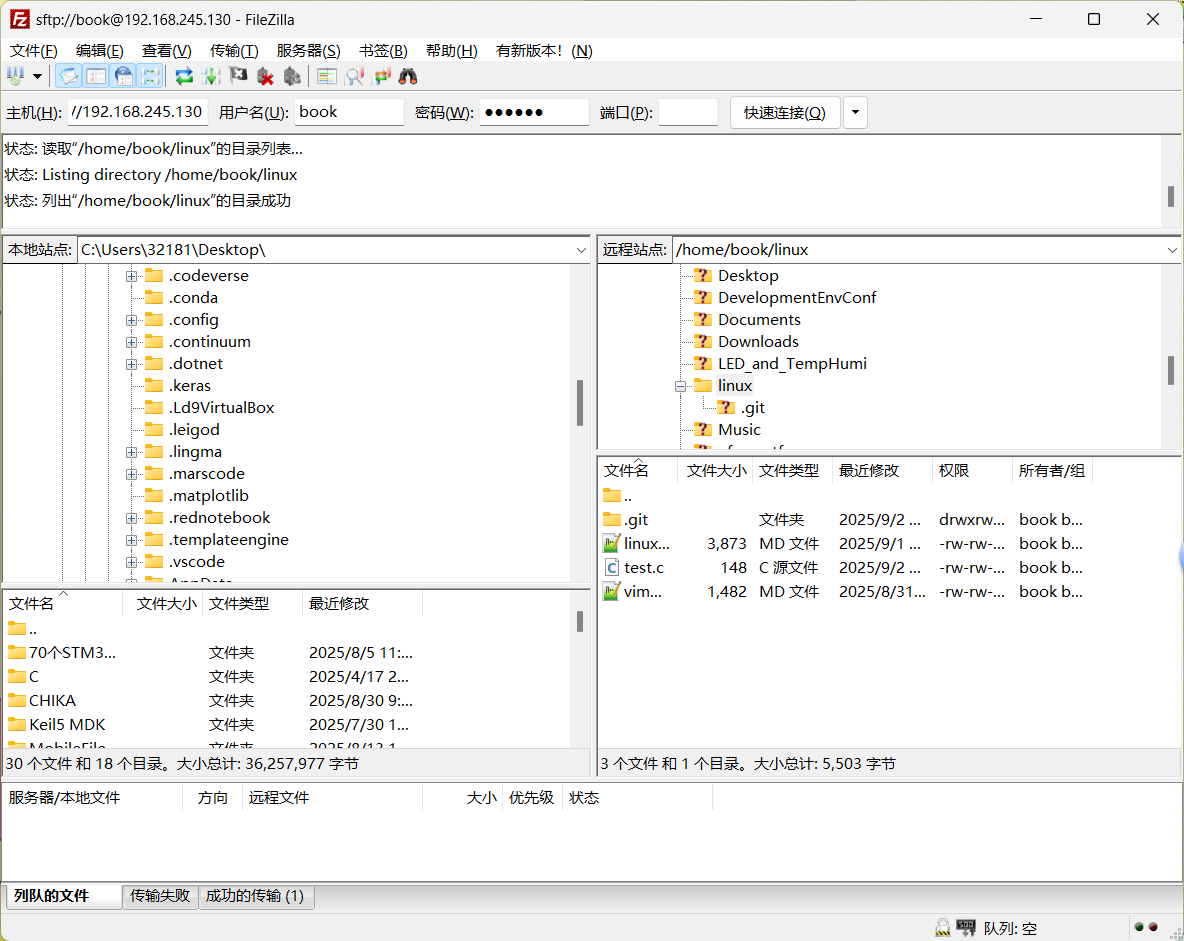 sftp://book@192.168.245.130 - FileZilla
文件(F) 编辑(E) 查看(V) 传输(T) 服务器(S) 书签(B) 帮助(H) 有新版本! (N)
主机(H): //192.168.245.130 用户名(U): book 密码(W): ●●●●●● 端口(P): 快速连接(Q)
状态: 读取“/home/book/linux”的目录列表...
状态: Listing directory /home/book/linux
状态: 列出“/home/book/linux”的目录成功
本地站点: C:\Users\32181\Desktop\
.codeverse
.conda
.config
.continuum
.dotnet
.keras
.Ld9VirtualBox
.leigod
.lingma
.marscode
.matplotlib
.rednotebook
.templateengine
.vscode
AppData
文件名 文件大小 文件类型 最近修改
..
70个STM3... 文件夹 2025/8/5 11:...
C 文件夹 2025/4/17 2...
CHIKA 文件夹 2025/8/30 9:...
Keil5 MDK 文件夹 2025/7/30 1...
MobileFile 文件夹 2025/8/13 1
30 个文件 和 18 个目录。大小总计: 36,257,977 字节
远程站点: /home/book/linux
Desktop
DevelopmentEnvConf
Documents
Downloads
LED_and_TempHumi
linux
.git
Music
文件名 文件大小 文件类型 最近修改 权限 所有者/组
..
.git 文件夹 2025/9/2 ... drwxrw... book b...
linux... 3,873 MD 文件 2025/9/1 ... -rw-rw-... book b...
test.c 148 C 源文件 2025/9/2 ... -rw-rw-... book b...
vim... 1,482 MD 文件 2025/8/31... -rw-rw-... book b...
3 个文件 和 1 个目录。大小总计: 5,503 字节
服务器/本地文件 方向 远程文件 大小 优先级 状态
列队的文件 传输失败 成功的传输 (1)
队列: 空